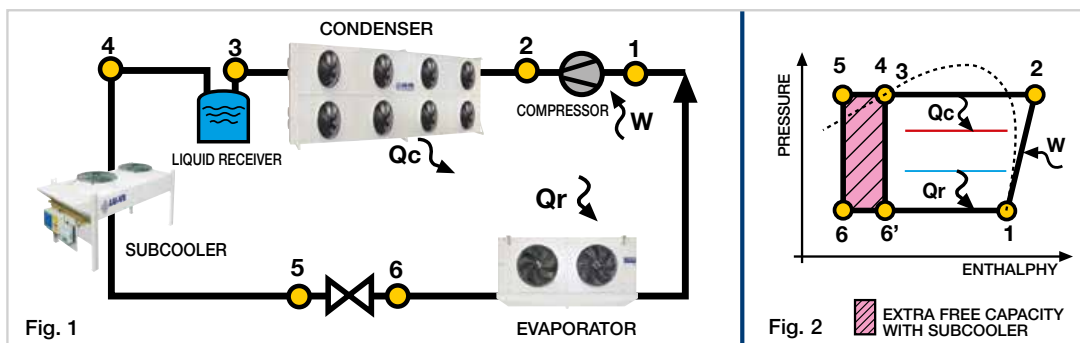 CONDENSER
4
3
2
1
COMPRESSOR
W
LIQUID RECEIVER
Qc
Qr
SUBCOOLER
5
6
EVAPORATOR
Fig. 1
PRESSURE
5
4
3
2
Qc
W
Qr
6
6’
1
ENTHALPHY
Fig. 2
EXTRA FREE CAPACITY
WITH SUBCOOLER